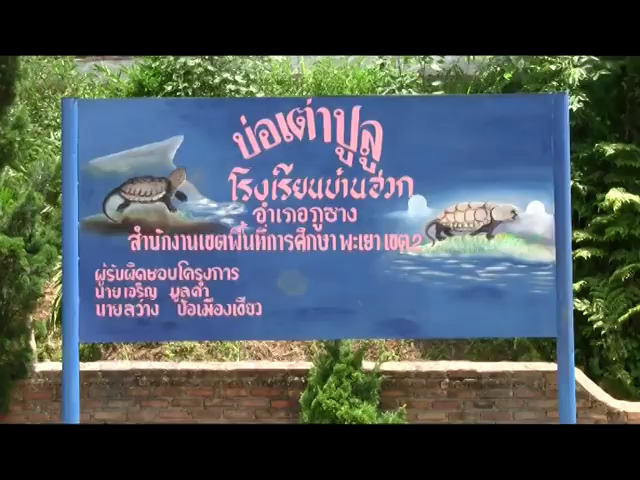 บ่อเต่าปูลู
โรงเรียนบ้านฮวก
อำเภอภูซาง
สำนักงานเขตพื้นที่การศึกษา พะเยา เขต 2
ผู้รับผิดชอบโครงการ
นายเจริญ มูลคำ
นายสว่าง ป้อเมืองเชียว